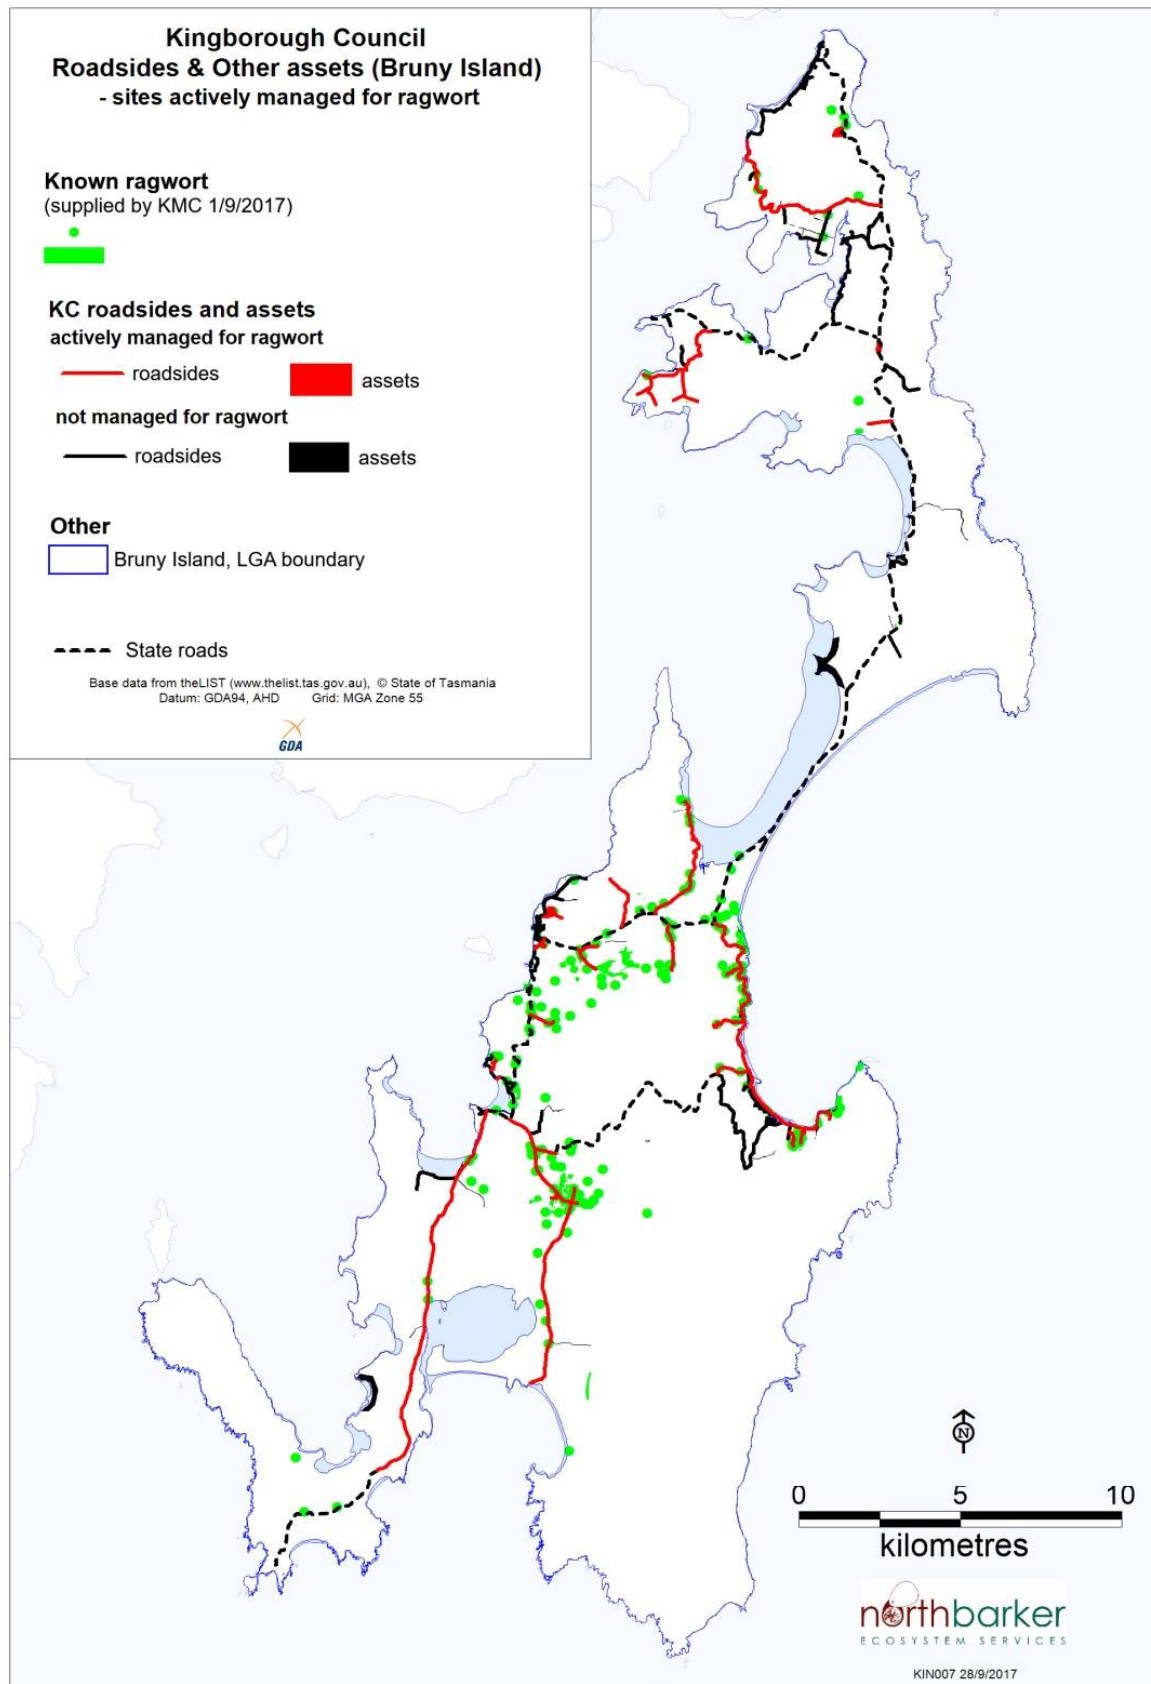 Kingborough Council
Roadsides & Other assets (Bruny Island)
- sites actively managed for ragwort
Known ragwort
(supplied by KMC 1/9/2017)
KC roadsides and assets
actively managed for ragwort
roadsides
assets
not managed for ragwort
roadsides
assets
Other
Bruny Island, LGA boundary
State roads
Base data from theLIST (www.thelist.tas.gov.au), © State of Tasmania
Datum: GDA94, AHD Grid: MGA Zone 55
GDA
N
0 5 10
kilometres
northbarker
ECOSYSTEM SERVICES
KIN007 28/9/2017